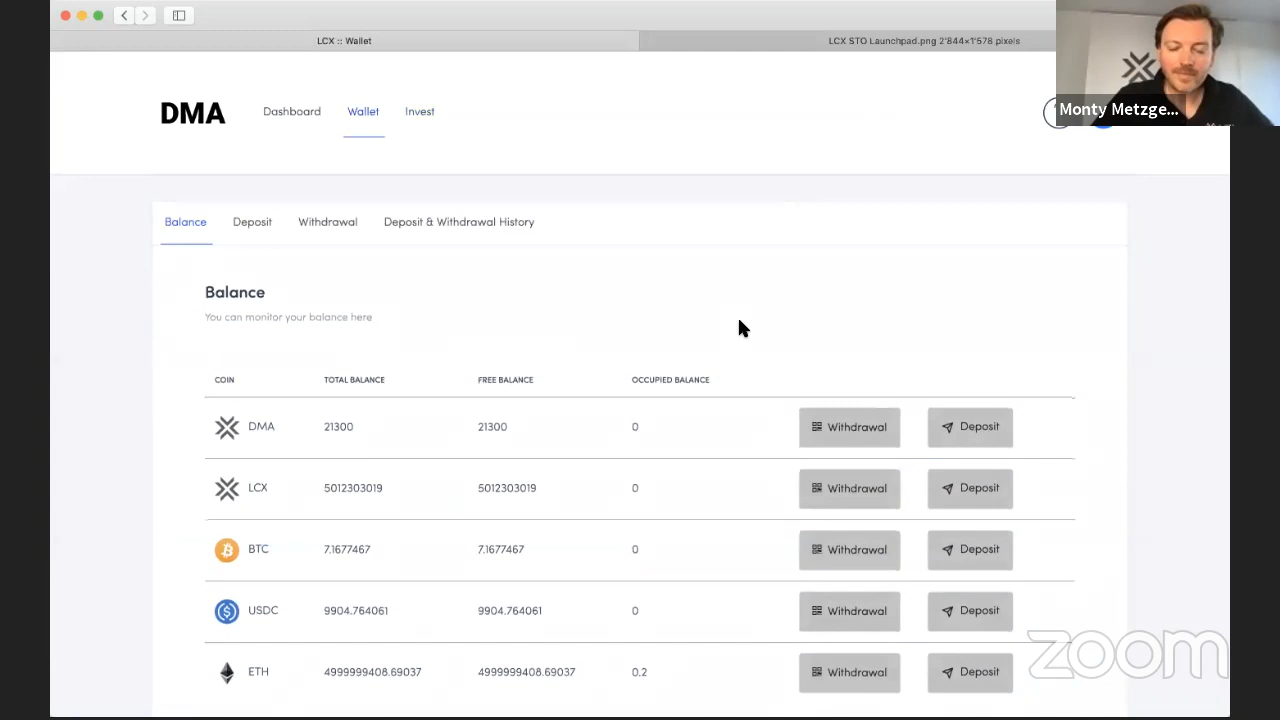 LCX :: Wallet
LCX STO Launchpad.png 2'844×1'578 pixels
DMA
Dashboard
Wallet
Invest
Monty Metzge...
Balance
Deposit
Withdrawal
Deposit & Withdrawal History
Balance
You can monitor your balance here
COIN TOTAL BALANCE FREE BALANCE OCCUPIED BALANCE
DMA 21300 21300 0 Withdrawal Deposit
LCX 5012303019 5012303019 0 Withdrawal Deposit
BTC 7.1677467 7.1677467 0 Withdrawal Deposit
USDC 9904.764061 9904.764061 0 Withdrawal Deposit
ETH 4999999408.69037 4999999408.69037 0.2 Withdrawal Deposit
zoom